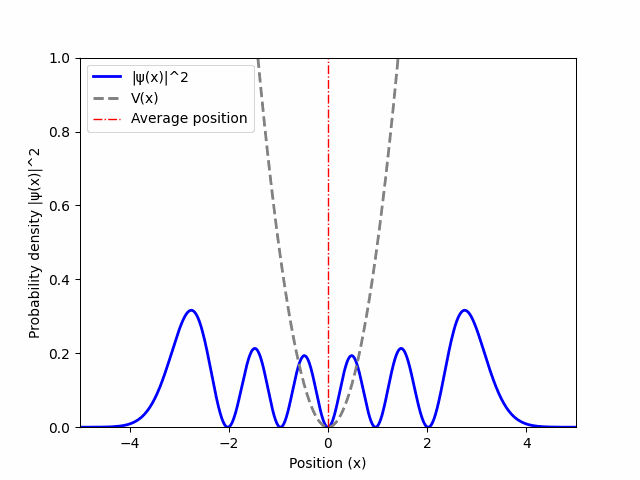 |ψ(x)|^2
V(x)
Average position
1.0
0.8
0.6
0.4
0.2
0.0
Probability density |ψ(x)|^2
−4
−2
0
2
4
Position (x)